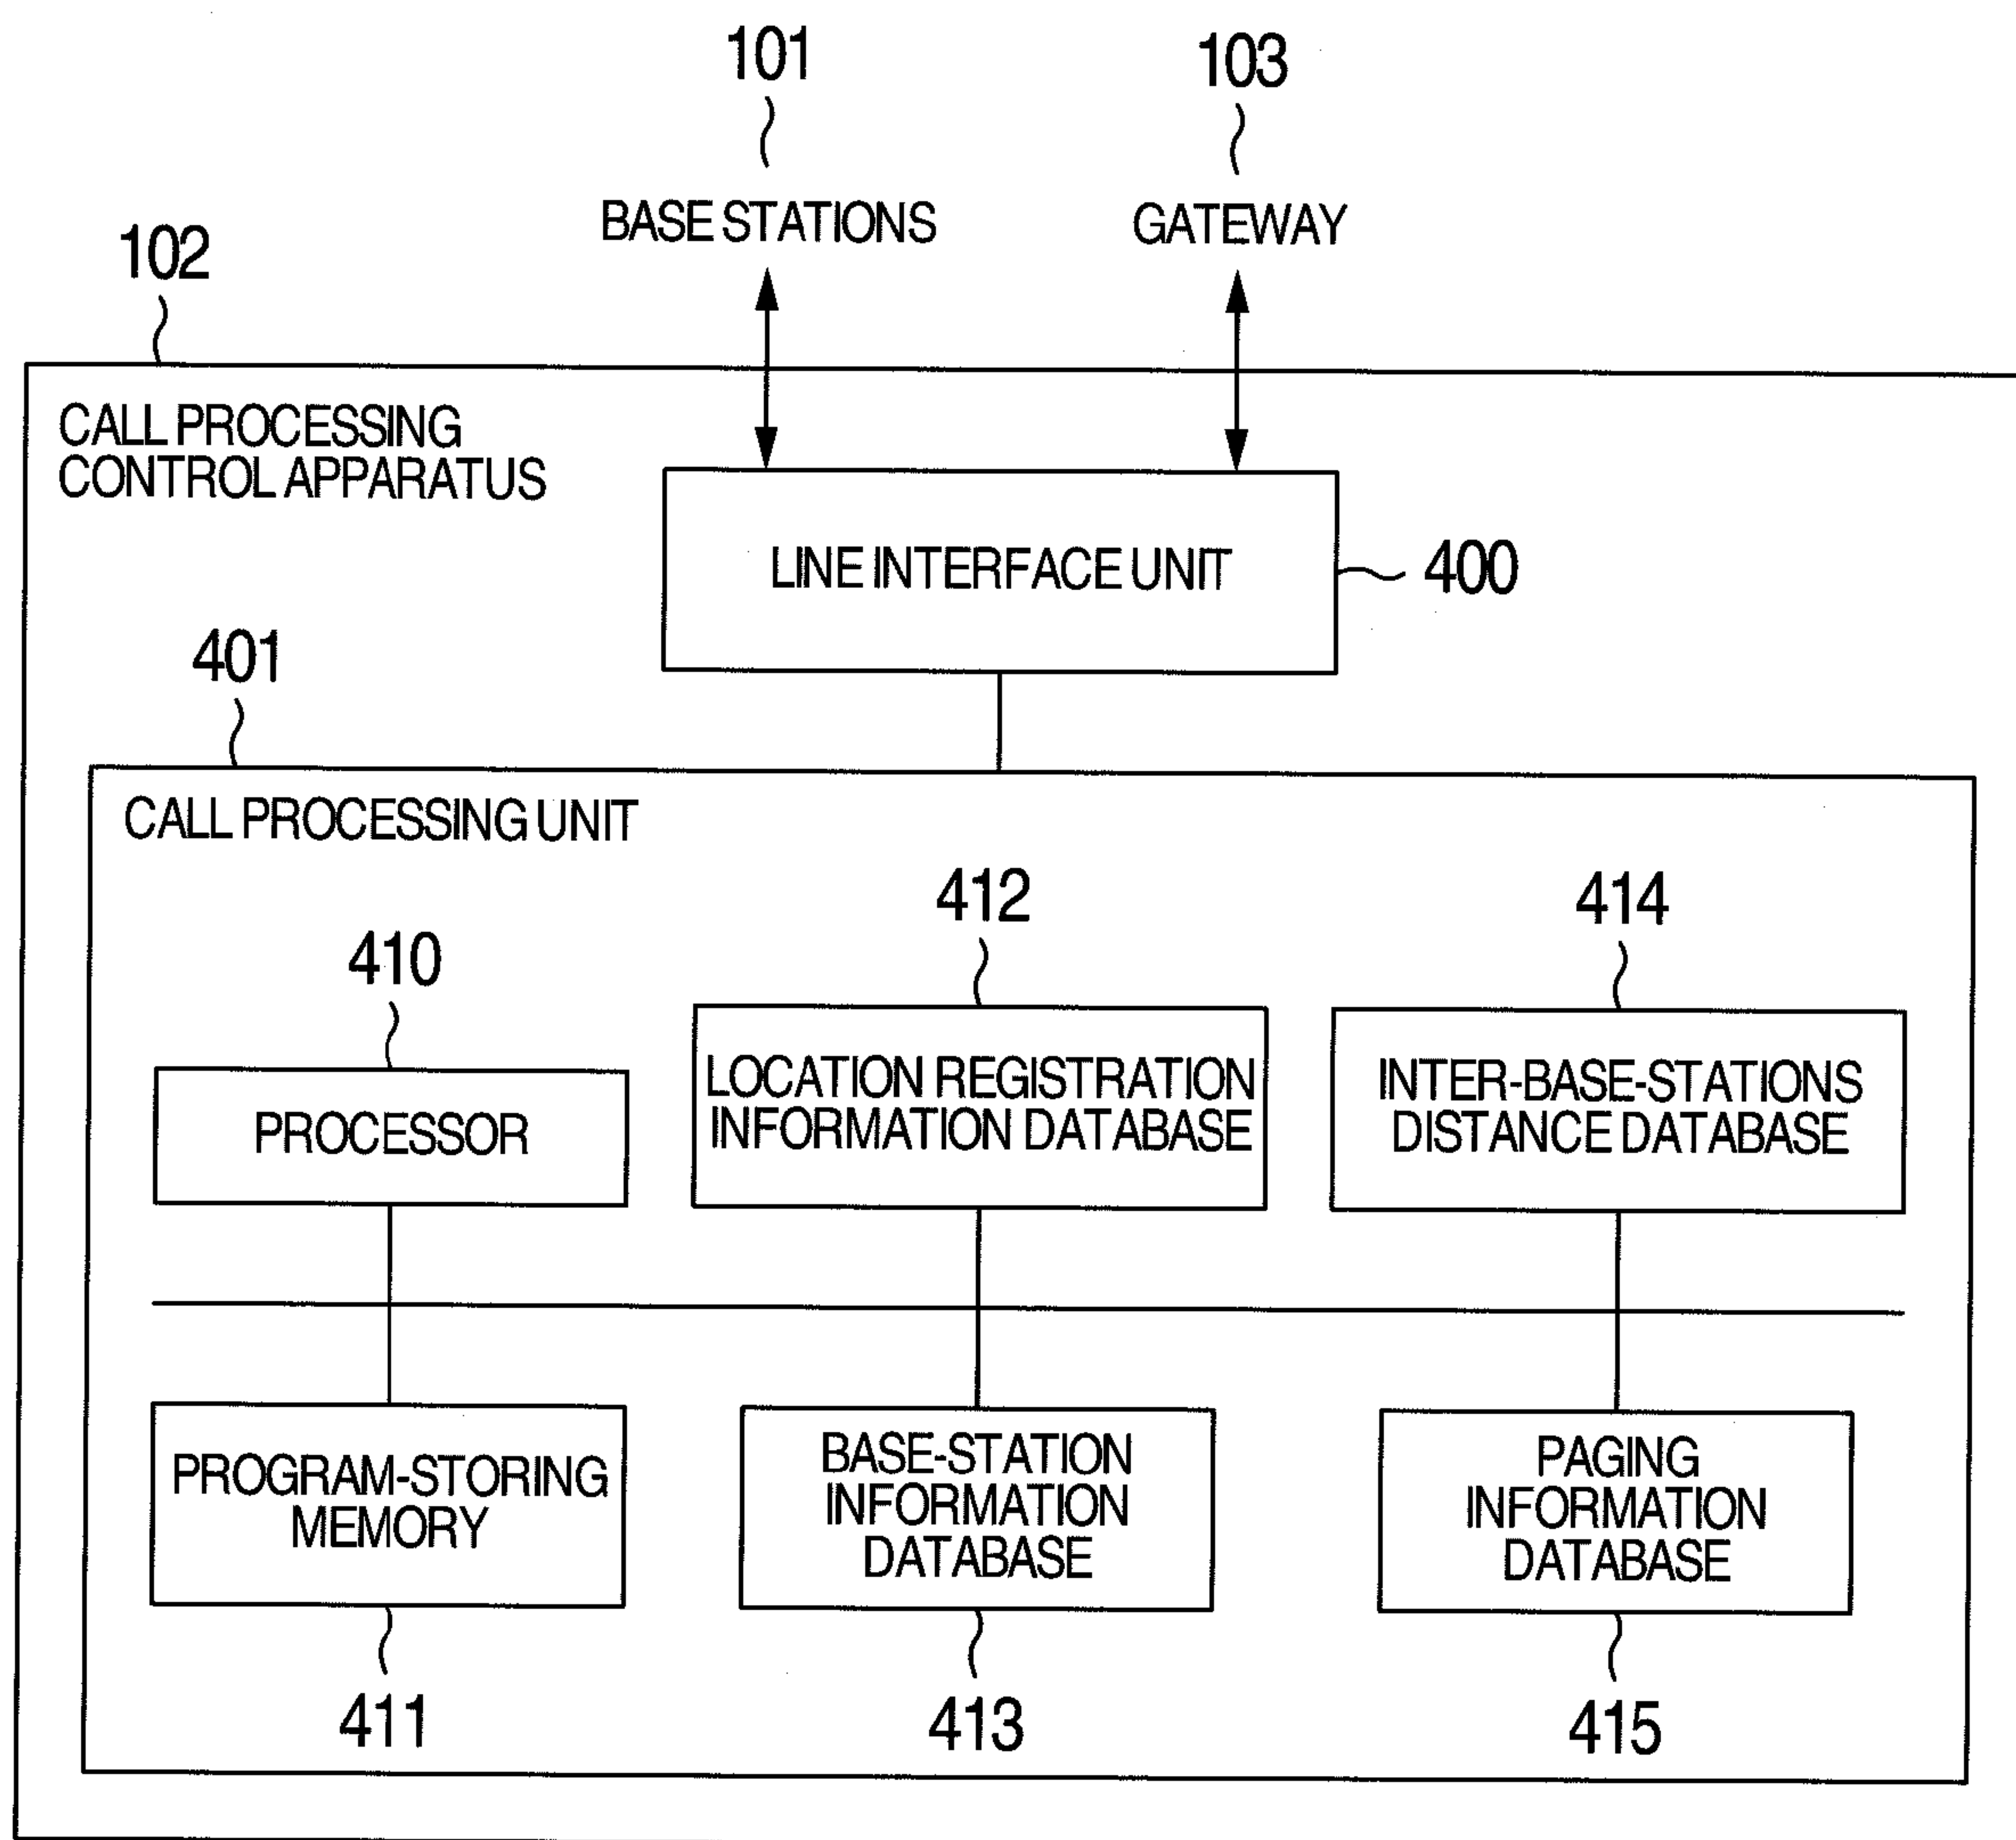 101
103
BASE STATIONS
GATEWAY
102
CALL PROCESSING
CONTROL APPARATUS
LINE INTERFACE UNIT
400
401
CALL PROCESSING UNIT
412
414
410
LOCATION REGISTRATION
INFORMATION DATABASE
INTER-BASE-STATIONS
DISTANCE DATABASE
PROCESSOR
PROGRAM-STORING
MEMORY
BASE-STATION
INFORMATION
DATABASE
PAGING
INFORMATION
DATABASE
411
413
415